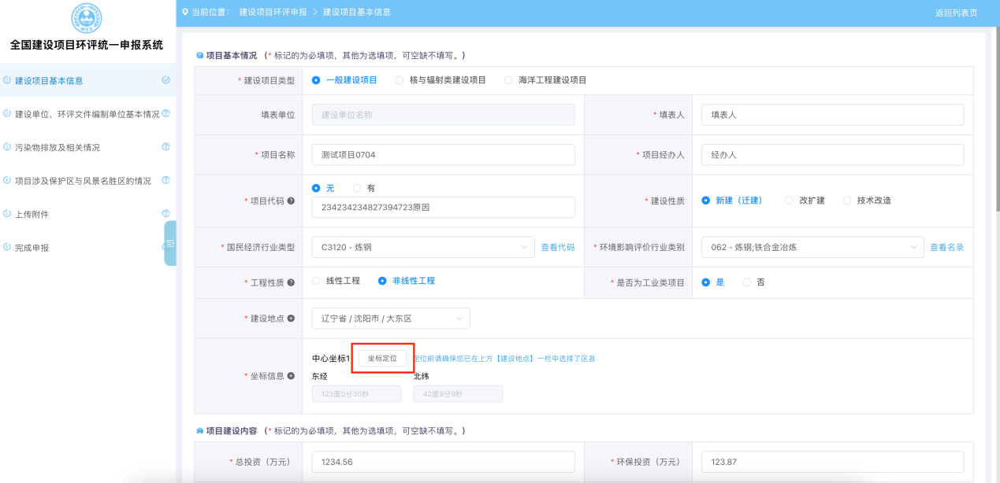 全国建设项目环评统一申报系统
建设项目基本信息
建设单位，环评文件编制单位基本情况
污染物排放及相关情况
项目涉及保护区与风景名胜区的情况
上传附件
完成申报
当前位置： 建设项目环评申报 > 建设项目基本信息 返回列表页
项目基本情况 （* 标记的为必填项，其他为选填项，可空缺不填写。)
* 建设项目类型 一般建设项目 核与辐射类建设项目 海洋工程建设项目
填表单位 建设单位名称 * 填表人 填表人
* 项目名称 测试项目0704 * 项目经办人 经办人
* 项目代码 无 有 * 建设性质 新建（迁建） 改扩建 技术改造
234234234827394723原因
* 国民经济行业类型 C3120 - 炼钢 查看代码 * 环境影响评价行业类别 062 - 炼钢;铁合金冶炼 查看名录
* 工程性质 线性工程 非线性工程 * 是否为工业类项目 是 否
* 建设地点 辽宁省 / 沈阳市 / 大东区
* 坐标信息 中心坐标1 坐标定位 定位前请确保您已在上方【建设地点】一栏中选择了区县
东经 北纬
123度0分30秒 42度9分9秒
项目建设内容 （* 标记的为必填项，其他为选填项，可空缺不填写。)
* 总投资（万元） 1234.56 * 环保投资（万元） 123.87